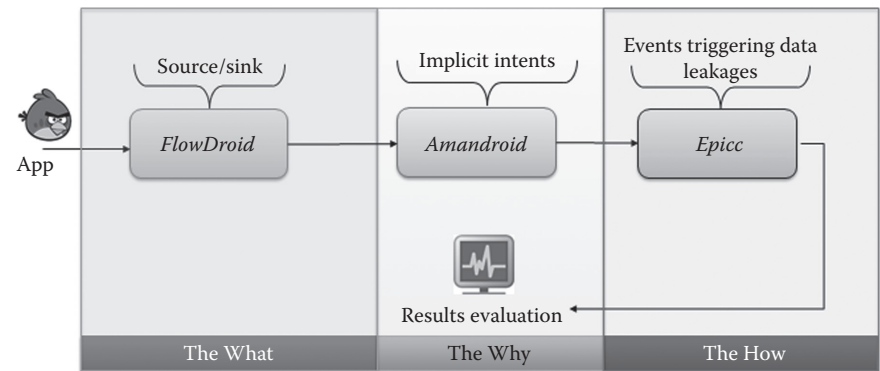 Source/sink
Implicit intents
Events triggering data
leakages
App
FlowDroid
Amandroid
Epicc
Results evaluation
The What
The Why
The How